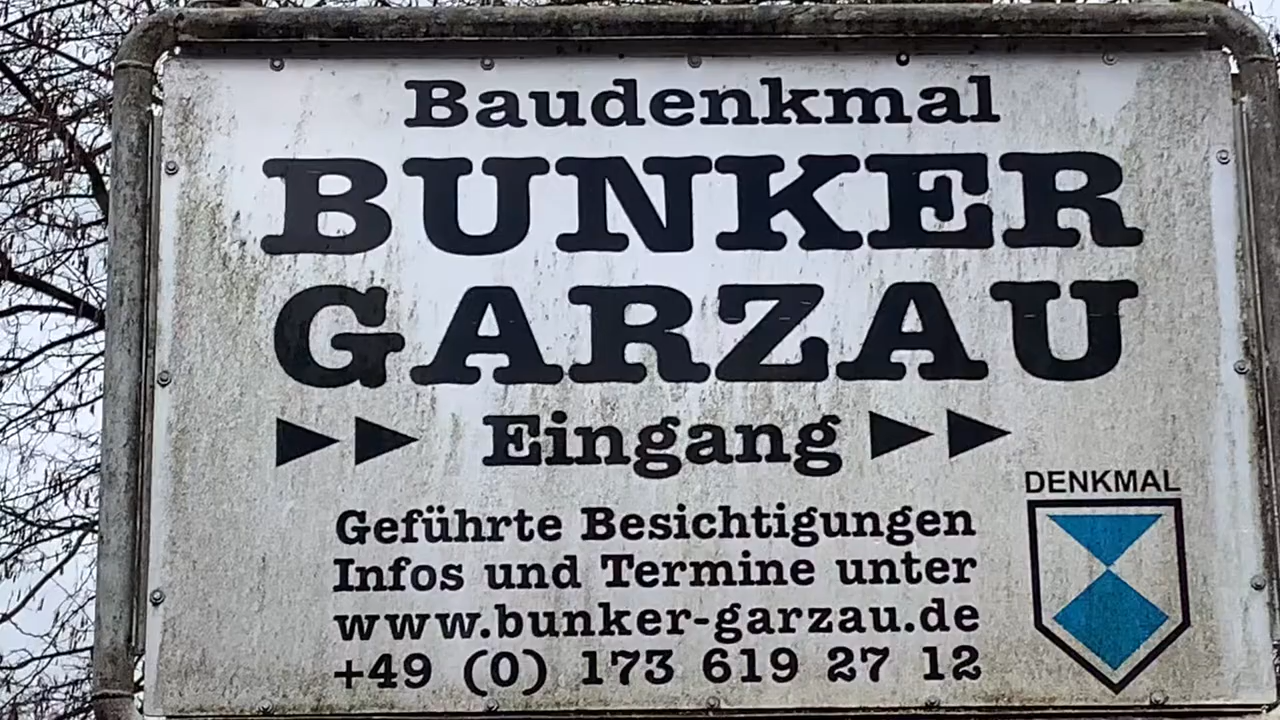 Baudenkmal
BUNKER
GARZAU
Eingang
DENKMAL
Geführte Besichtigungen
Infos und Termine unter
www.bunker-garzau.de
+49 (0) 173 619 27 12